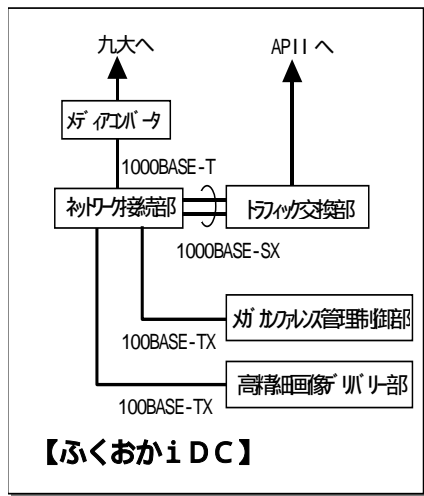 九大へ
APIIへ
メディアコンバータ
1000BASE-T
ネットワーク接続部
トラフィック交換部
1000BASE-SX
メガカンファレンス管理制御部
100BASE-TX
高精細画像デリバリー部
100BASE-TX
【ふくおかiDC】